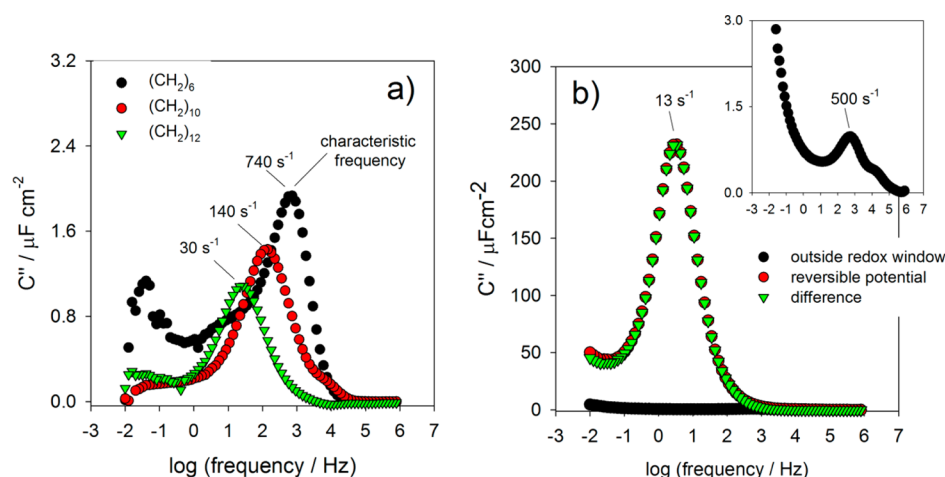 a)
3.2
2.4
1.6
0.8
0.0
C" / μF cm⁻²
(CH₂)₆
(CH₂)₁₀
(CH₂)₁₂
characteristic
frequency
740 s⁻¹
140 s⁻¹
30 s⁻¹
-3 -2 -1 0 1 2 3 4 5 6 7
log (frequency / Hz)
b)
300
250
200
150
100
50
0
C" / μFcm⁻²
13 s⁻¹
-3 -2 -1 0 1 2 3 4 5 6 7
log (frequency / Hz)
3.0
1.5
0.0
500 s⁻¹
-3 -2 -1 0 1 2 3 4 5 6 7
outside redox window
reversible potential
difference